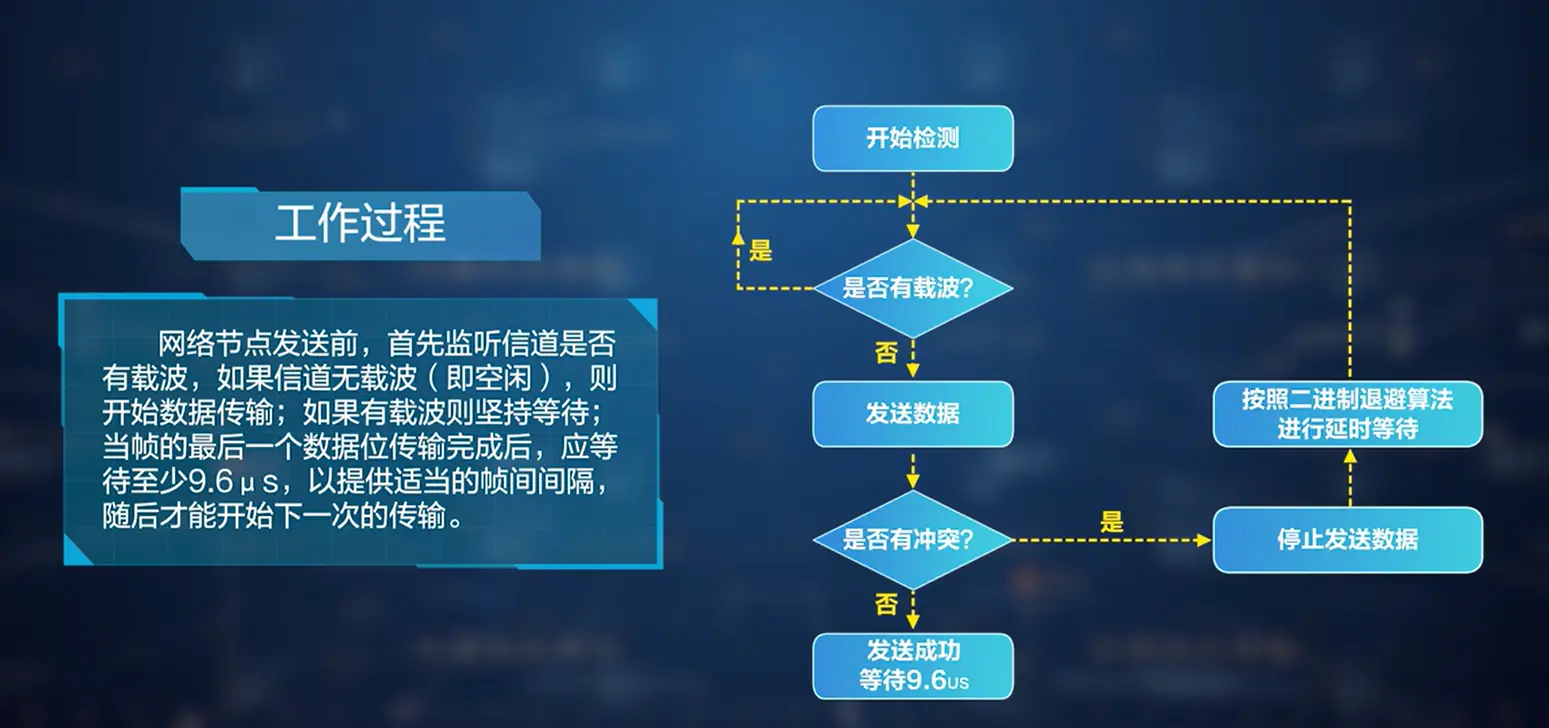 工作过程
网络节点发送前，首先监听信道是否
有载波，如果信道无载波（即空闲），则
开始数据传输；如果有载波则坚持等待；
当帧的最后一个数据位传输完成后，应等
待至少9.6μs，以提供适当的帧间间隔，
随后才能开始下一次的传输。
开始检测
是
是否有载波？
否
发送数据
按照二进制退避算法
进行延时等待
是否有冲突？
是
停止发送数据
否
发送成功
等待9.6US